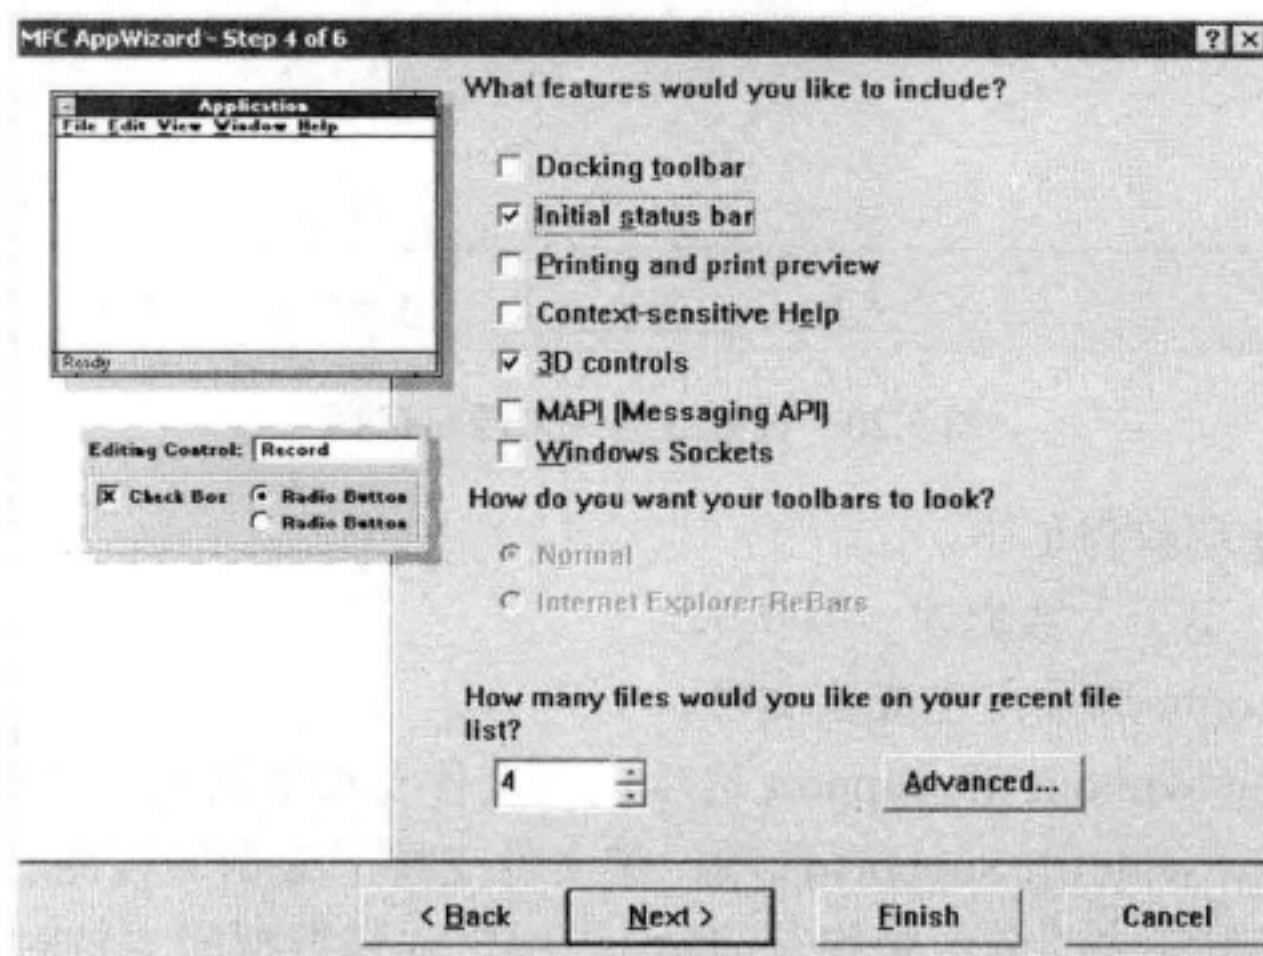 MFC AppWizard - Step 4 of 6
Application
File Edit View Window Help
Ready
Editing Control: Record
Check Box
Radio Button
Radio Button
What features would you like to include?
Docking toolbar
Initial status bar
Printing and print preview
Context-sensitive Help
3D controls
MAPI (Messaging API)
Windows Sockets
How do you want your toolbars to look?
Normal
Internet Explorer ReBars
How many files would you like on your recent file
list?
4
Advanced...
< Back
Next >
Finish
Cancel